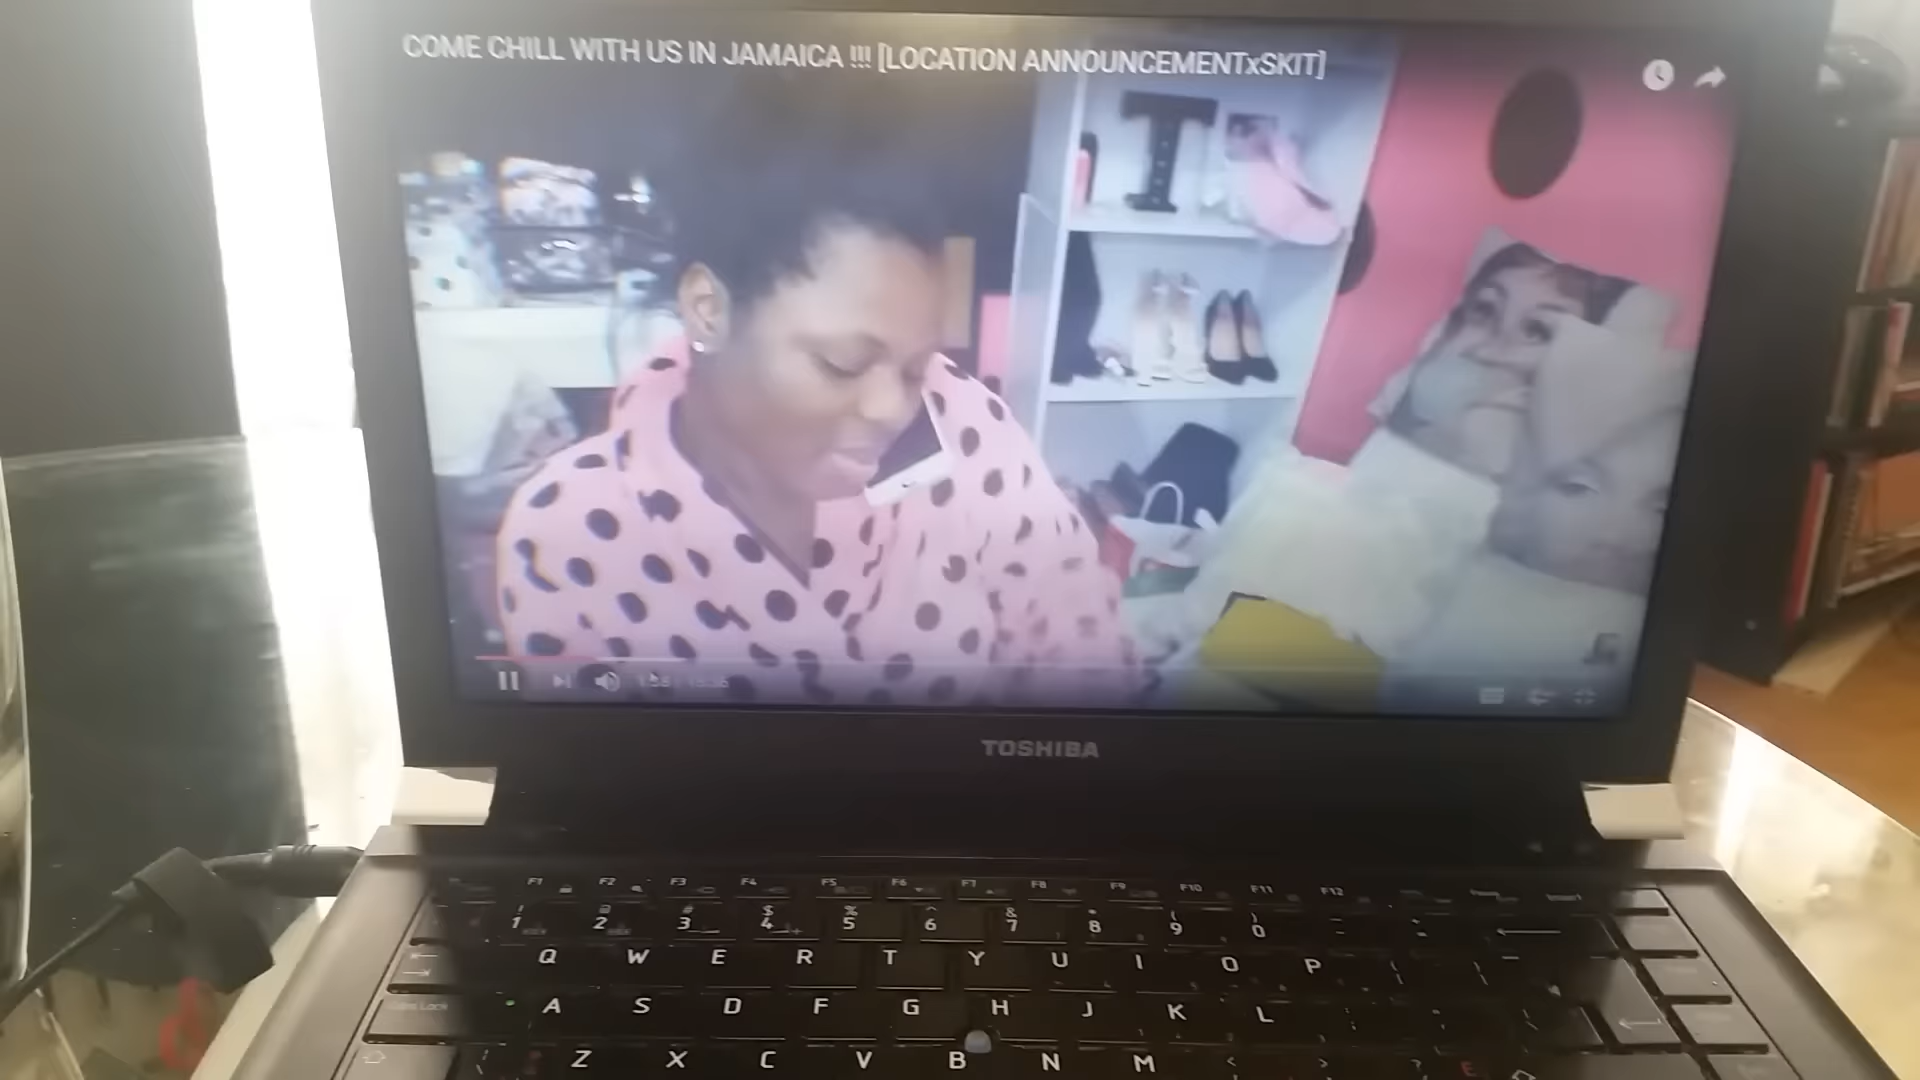 COME CHILL WITH US IN JAMAICA !!! [LOCATION ANNOUNCEMENTxSKIT]
T
TOSHIBA
F1 F2 F3 F4 F5 F6 F7 F8 F9 F10 F11 F12
! # $ % ^ & * ( )
1 2 3 4 5 6 7 8 9 0
Q W E R T Y U I O P
A S D F G H J K L
Z X C V B N M < >